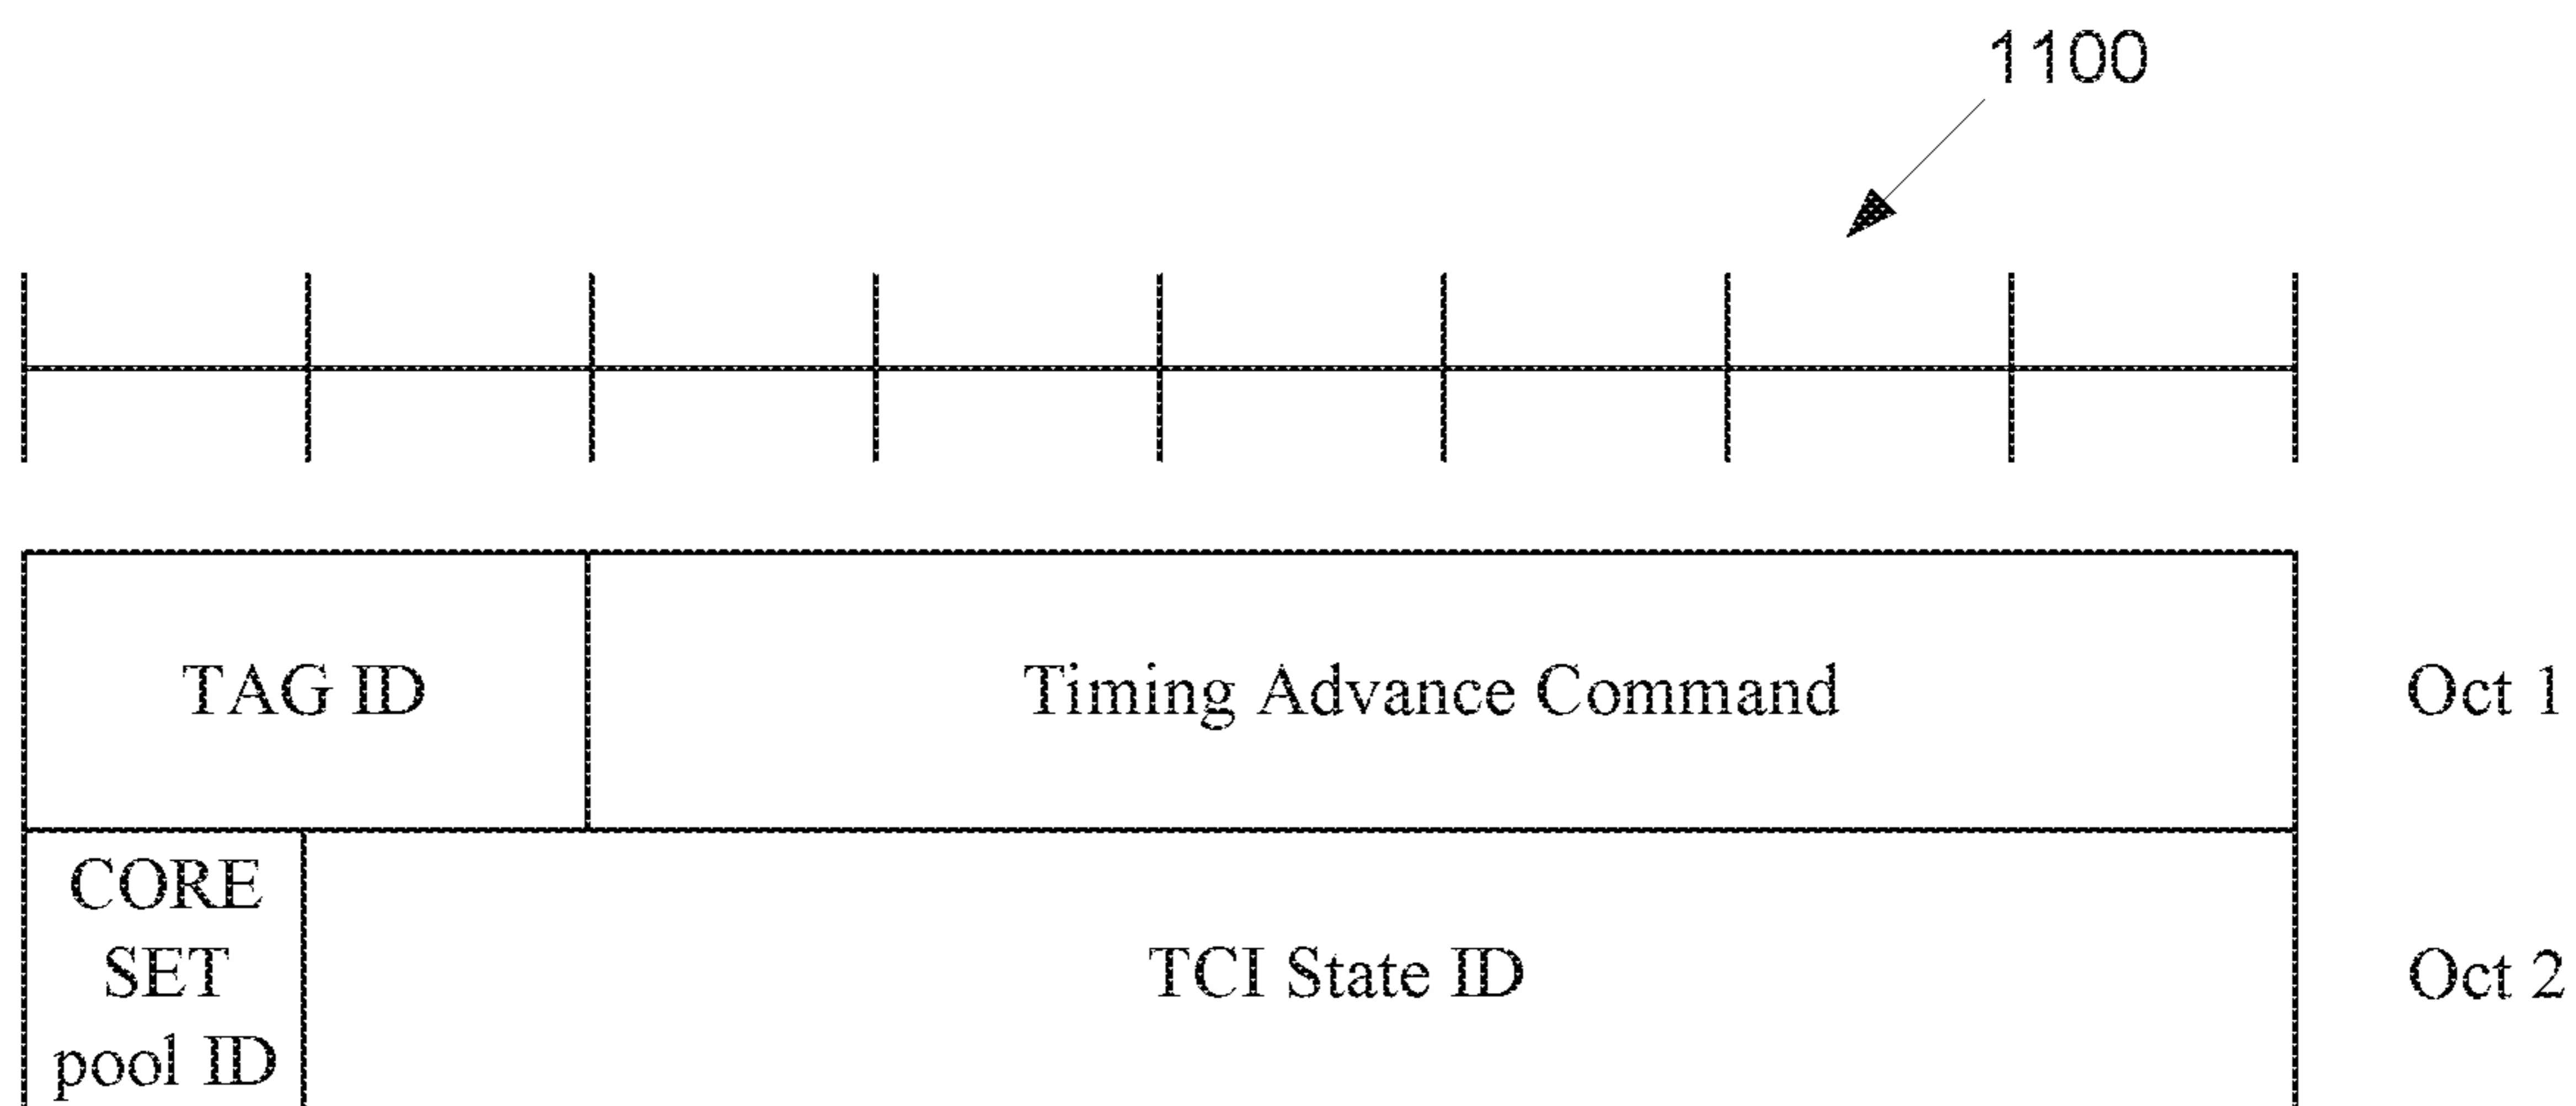 1100
TAG ID
Timing Advance Command
Oct 1
CORE
SET
pool ID
TCI State ID
Oct 2